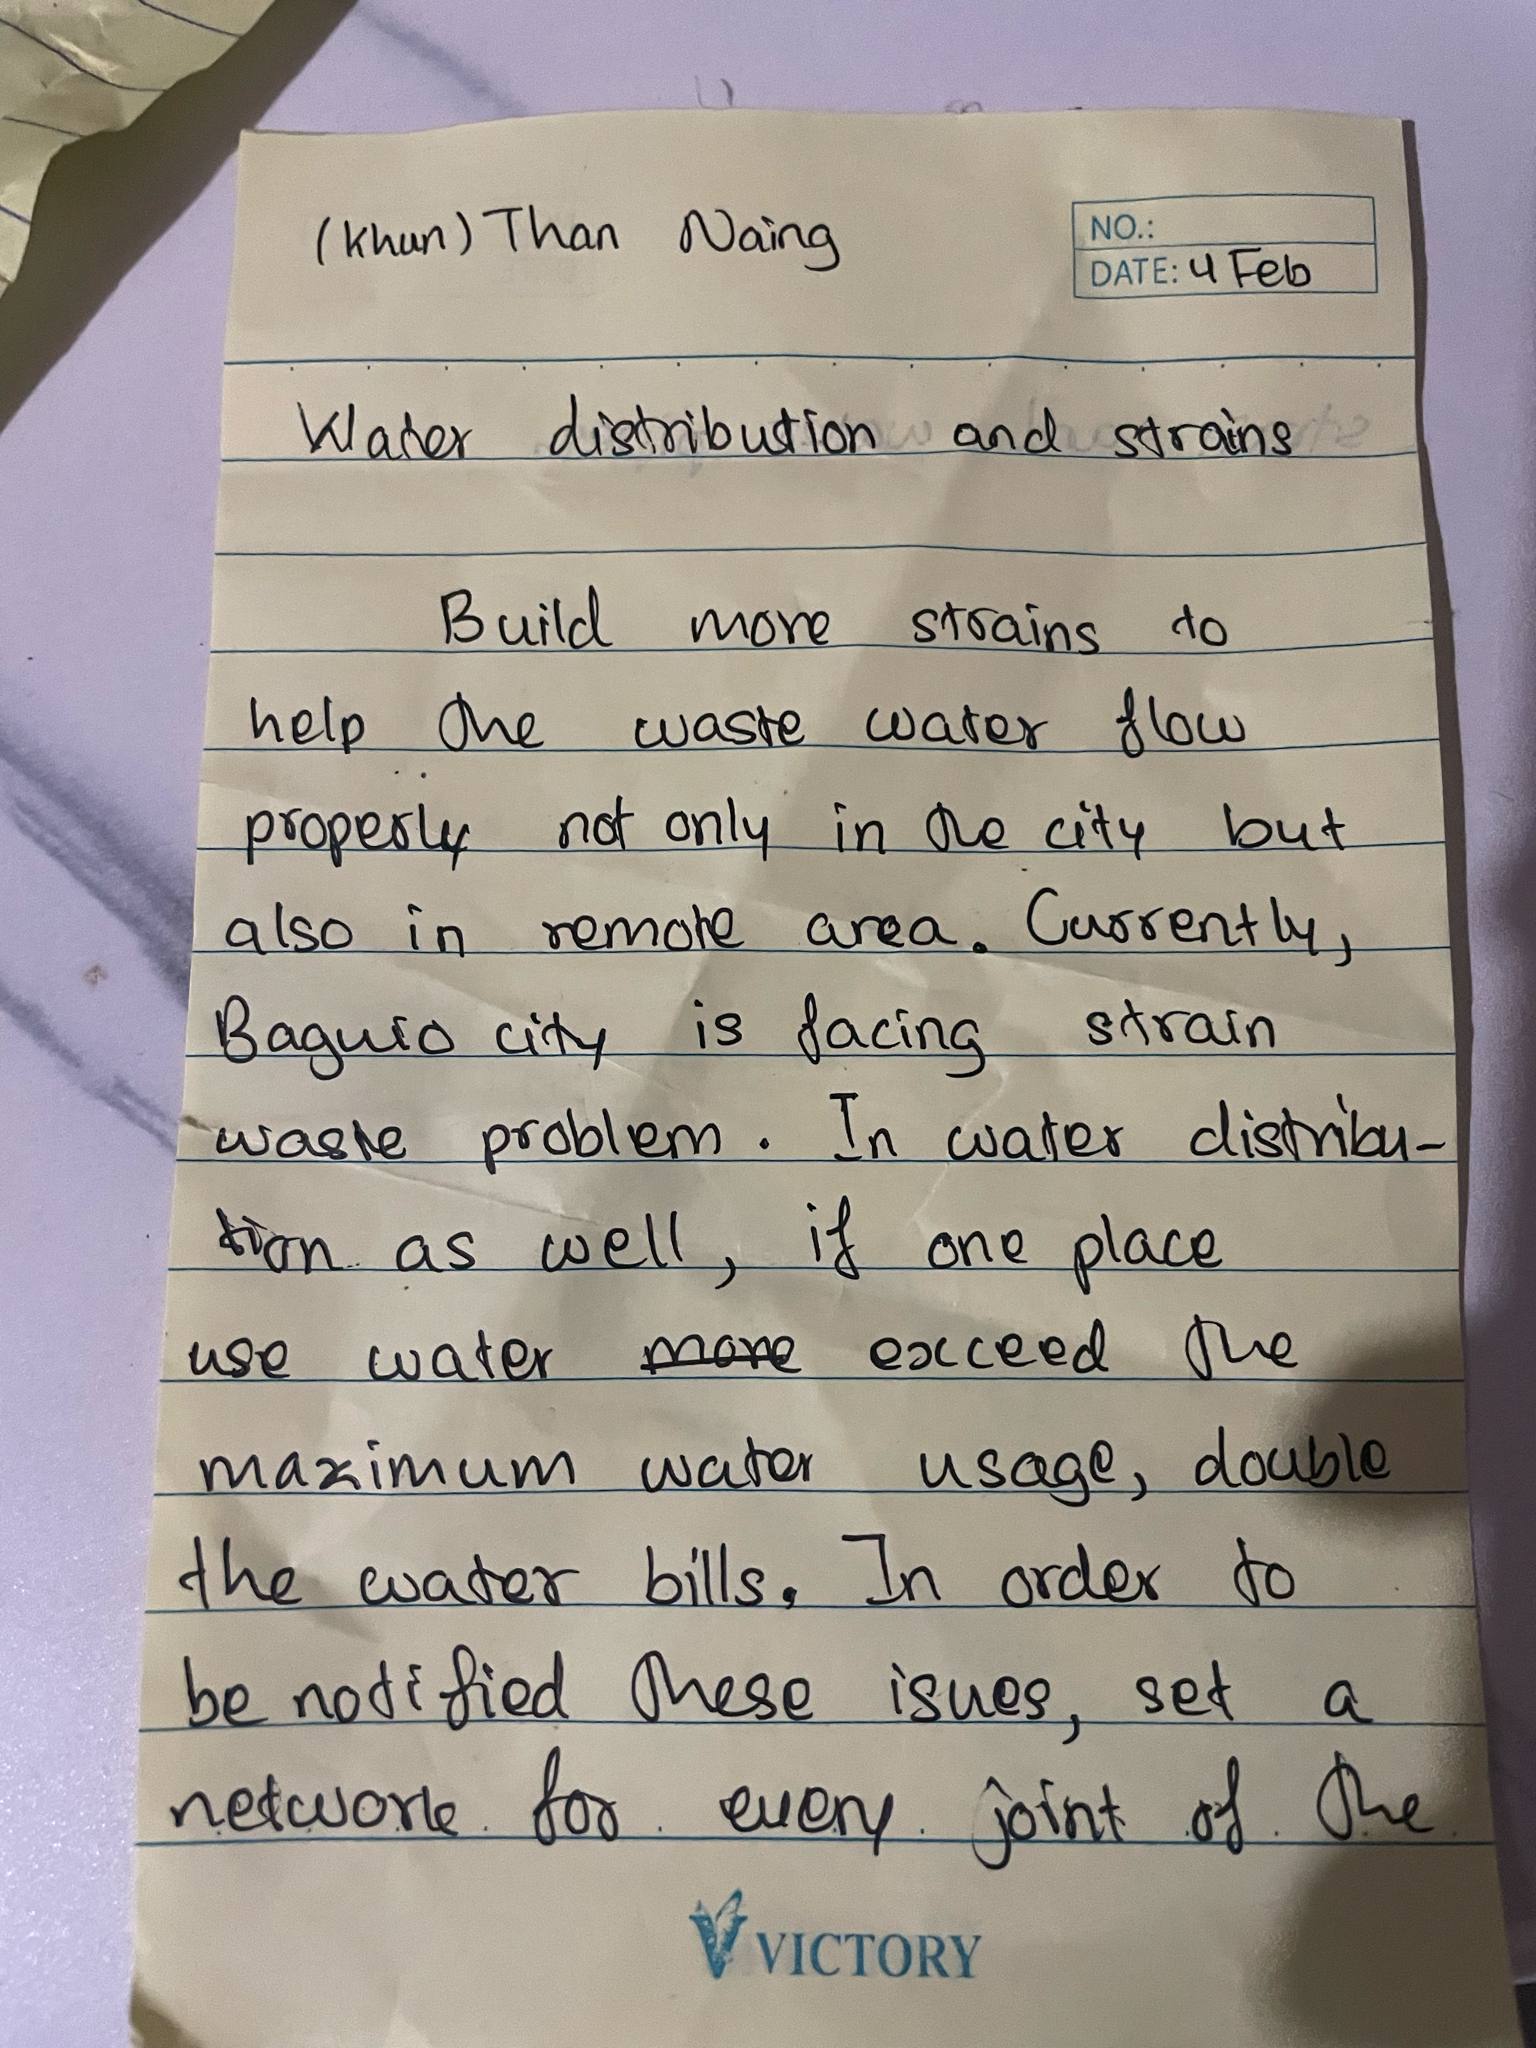 (Khun) Than Naing
NO.:
DATE: 4 Feb
Water distribution and strains
Build more strains to
help the waste water flow
properly not only in the city but
also in remote area. Currently,
Baguio city is facing strain
waste problem. In water distribu-
tion as well, if one place
use water more exceed the
maximum water usage, double
the water bills. In order to
be notified these isues, set a
network for every joint of the
VICTORY